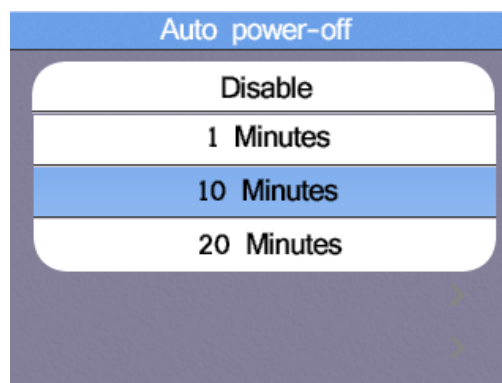 Auto power-off
Disable
1 Minutes
10 Minutes
20 Minutes